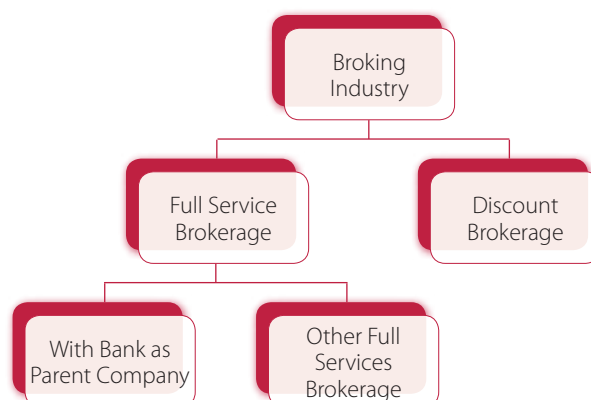 Broking
Industry
Full Service
Brokerage
Discount
Brokerage
With Bank as
Parent Company
Other Full
Services
Brokerage